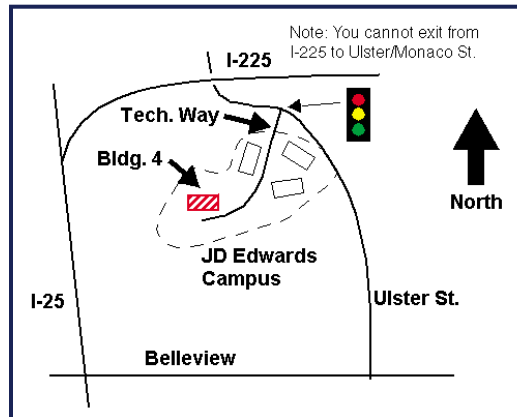 Note: You cannot exit from
I-225 to Ulster/Monaco St.
I-225
Tech. Way
Bldg. 4
North
JD Edwards
Campus
I-25
Ulster St.
Belleview